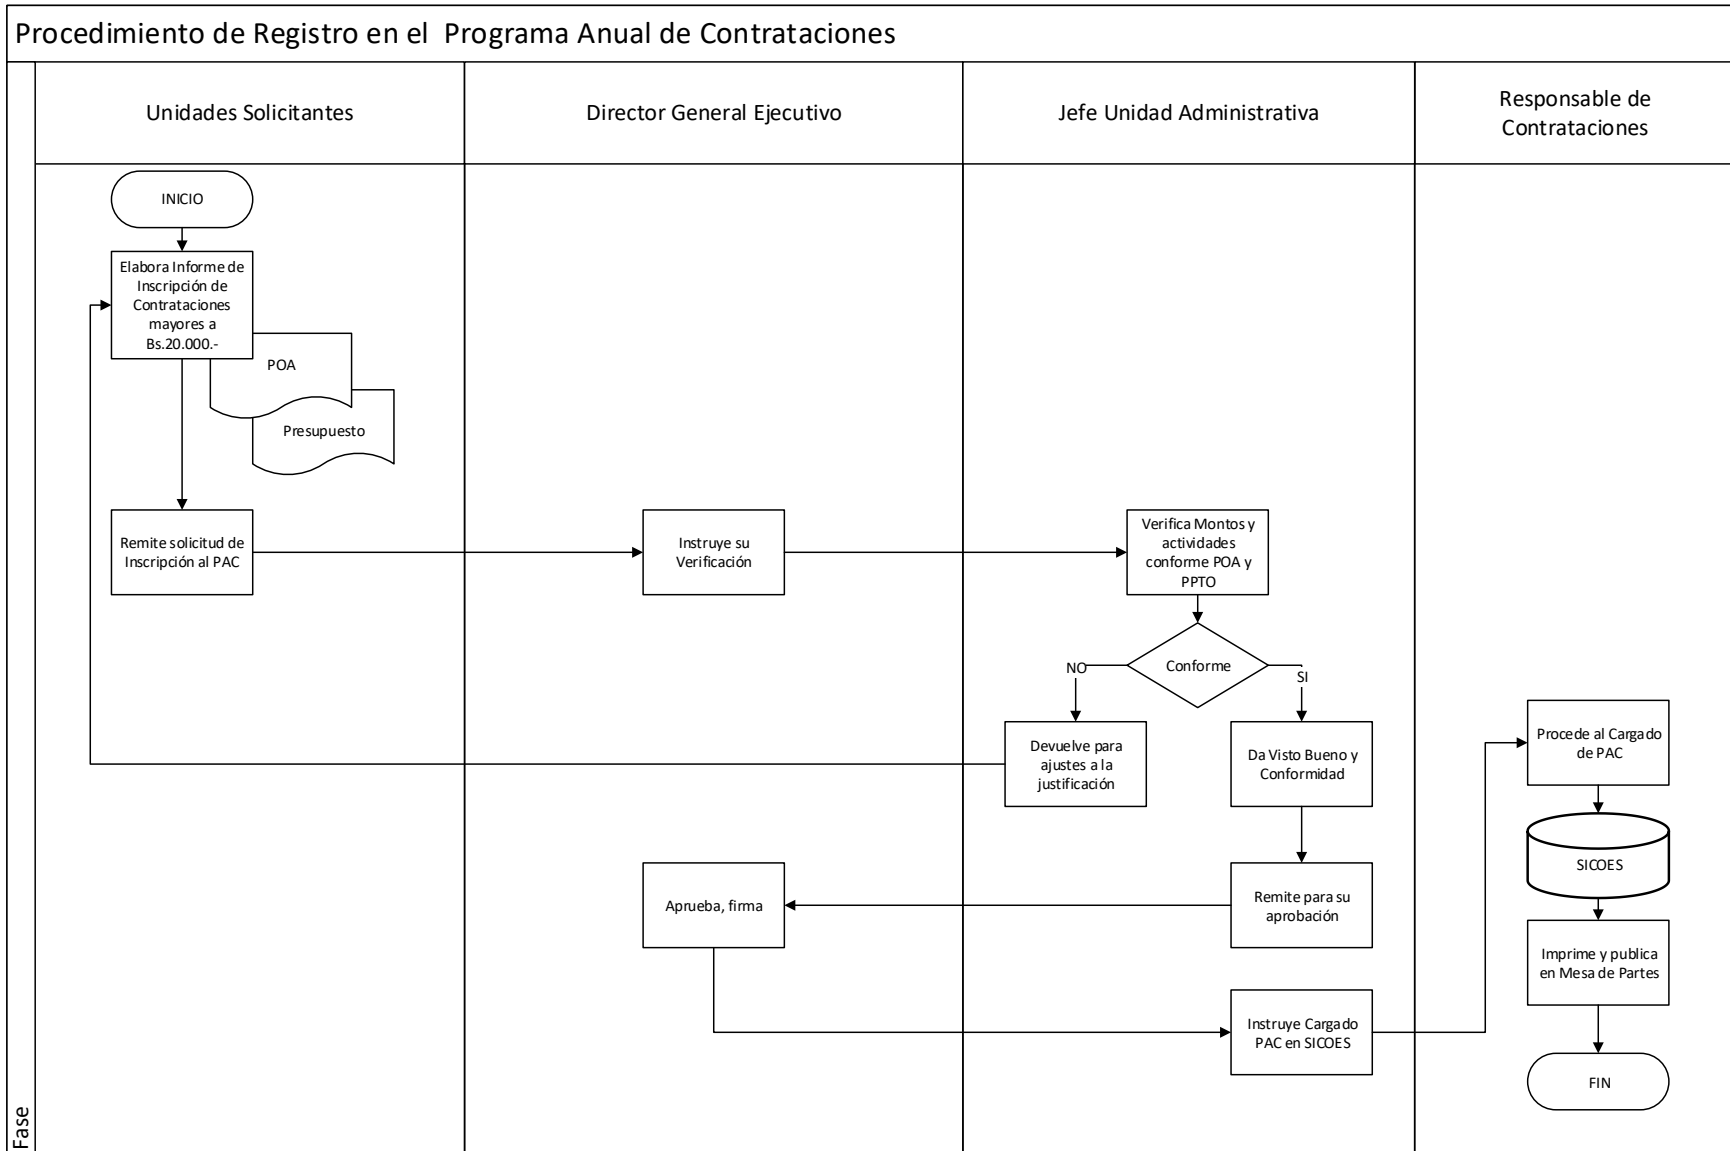 Procedimiento de Registro en el Programa Anual de Contrataciones
Unidades Solicitantes
Director General Ejecutivo
Jefe Unidad Administrativa
Responsable de
Contrataciones
Fase
INICIO
Elabora Informe de
Inscripción de
Contrataciones
mayores a
Bs.20.000.-
POA
Presupuesto
Remite solicitud de
Inscripción al PAC
Instruye su
Verificación
Verifica Montos y
actividades
conforme POA y
PPTO
Conforme
NO
SI
Devuelve para
ajustes a la
justificación
Da Visto Bueno y
Conformidad
Remite para su
aprobación
Aprueba, firma
Instruye Cargado
PAC en SICOES
Procede al Cargado
de PAC
SICOES
Imprime y publica
en Mesa de Partes
FIN